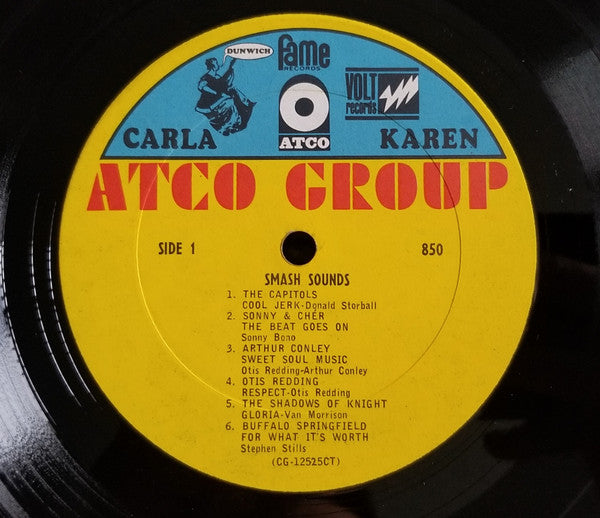 DUNWICH
fame
RECORDS
VOLT
records
ATCO
CARLA
KAREN
ATCO GROUP
SIDE 1
850
SMASH SOUNDS
1. THE CAPITOLS
COOL JERK-Donald Storball
2. SONNY & CHÉR
THE BEAT GOES ON
Sonny Bono
3. ARTHUR CONLEY
SWEET SOUL MUSIC
Otis Redding-Arthur Conley
4. OTIS REDDING
RESPECT-Otis Redding
5. THE SHADOWS OF KNIGHT
GLORIA-Van Morrison
6. BUFFALO SPRINGFIELD
FOR WHAT IT'S WORTH
Stephen Stills
(CG-12525CT)